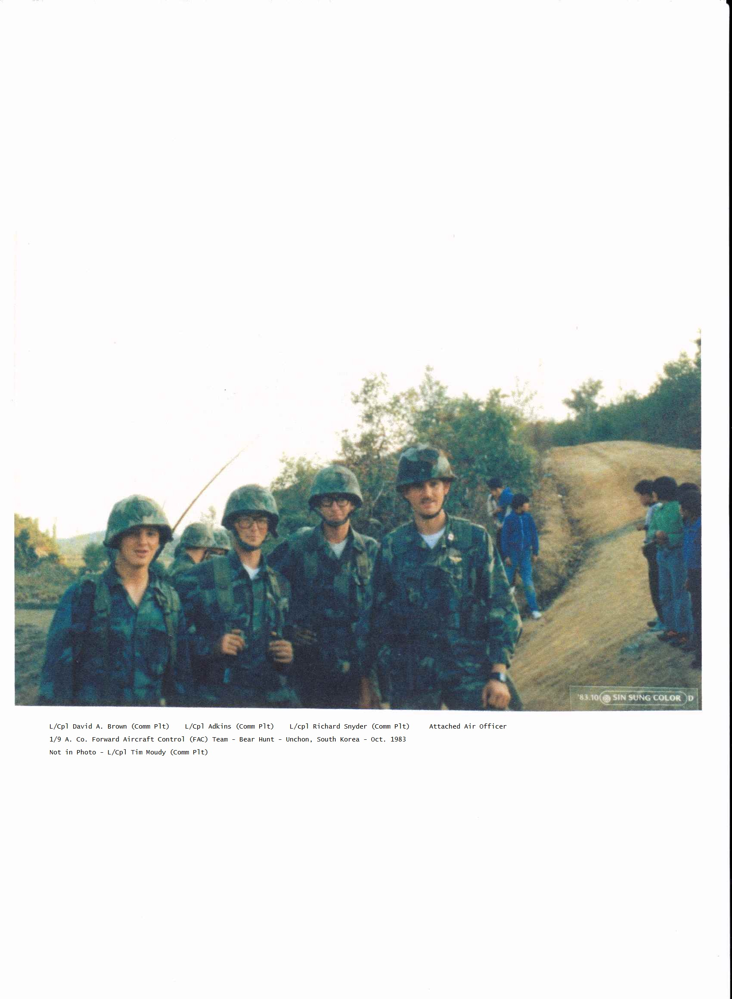 '83.10 SIN SUNG COLOR D
L/Cpl David A. Brown (Comm Plt) L/Cpl Adkins (Comm Plt) L/cpl Richard Snyder (Comm Plt) Attached Air Officer
1/9 A. Co. Forward Aircraft Control (FAC) Team - Bear Hunt - Unchon, South Korea - Oct. 1983
Not in Photo - L/Cpl Tim Moudy (Comm Plt)